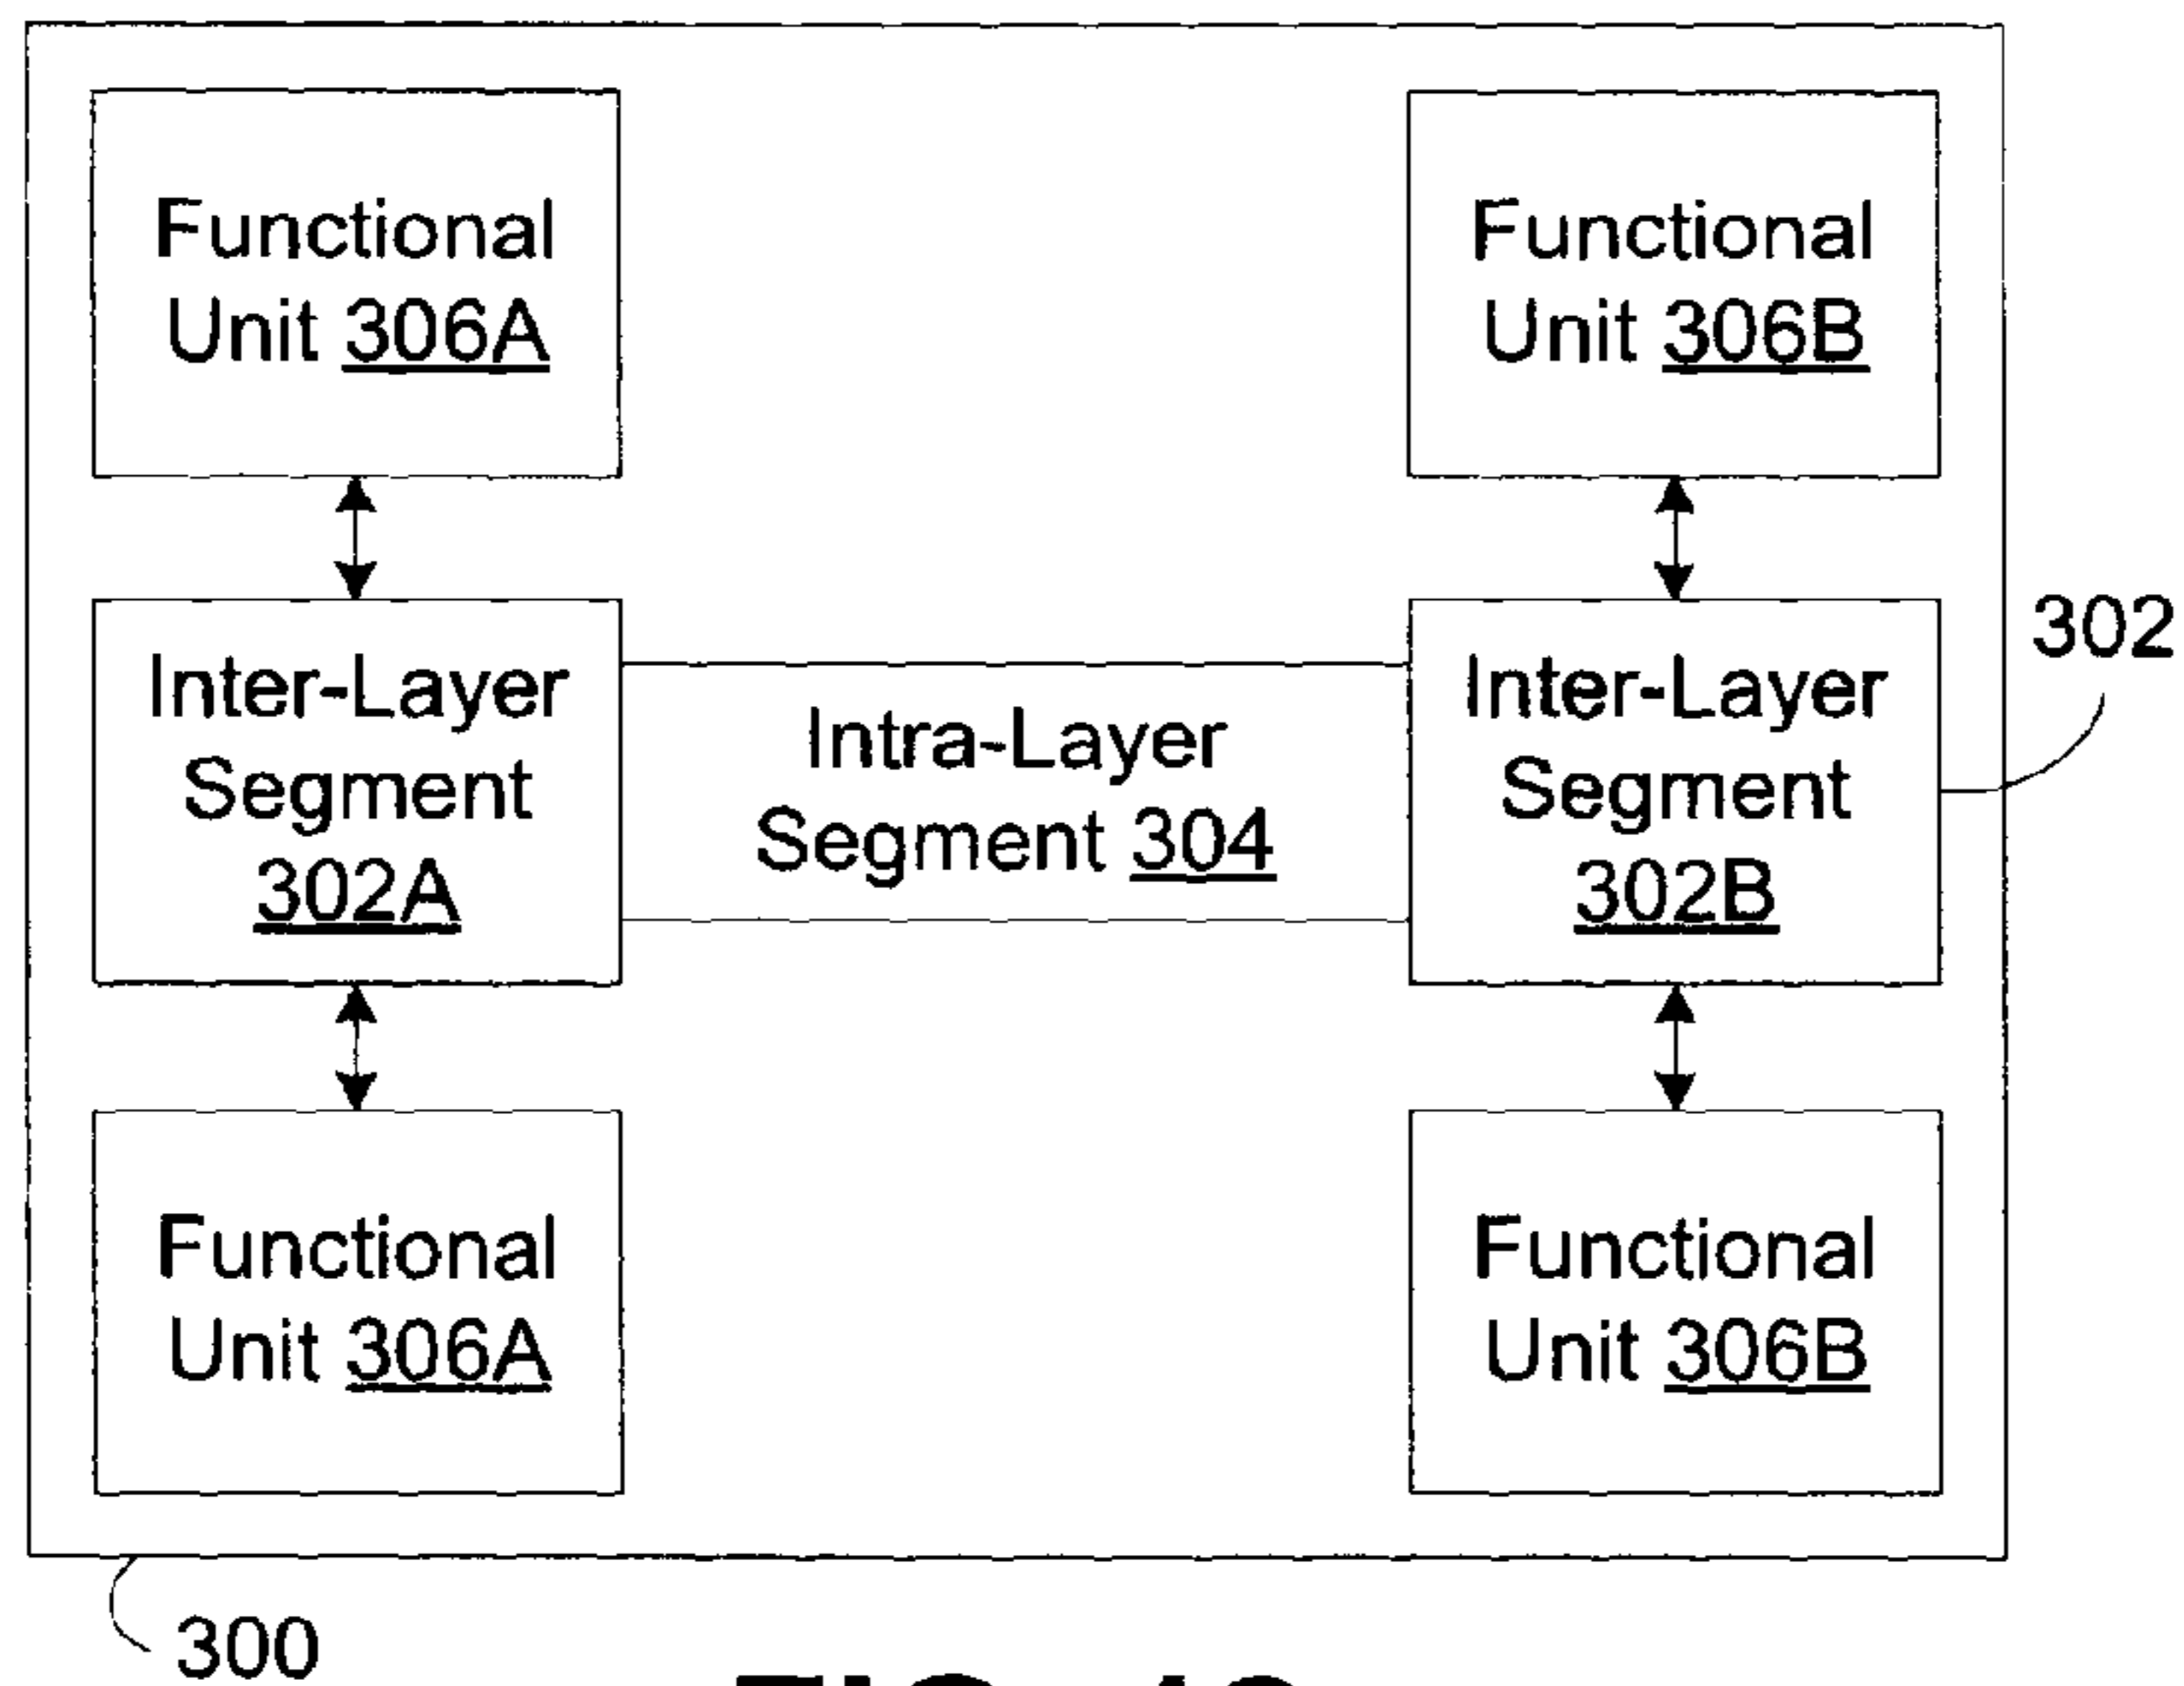 Functional
Unit 306A
Functional
Unit 306B
Inter-Layer
Segment
302A
Intra-Layer
Segment 304
Inter-Layer
Segment
302B
302
Functional
Unit 306A
Functional
Unit 306B
300